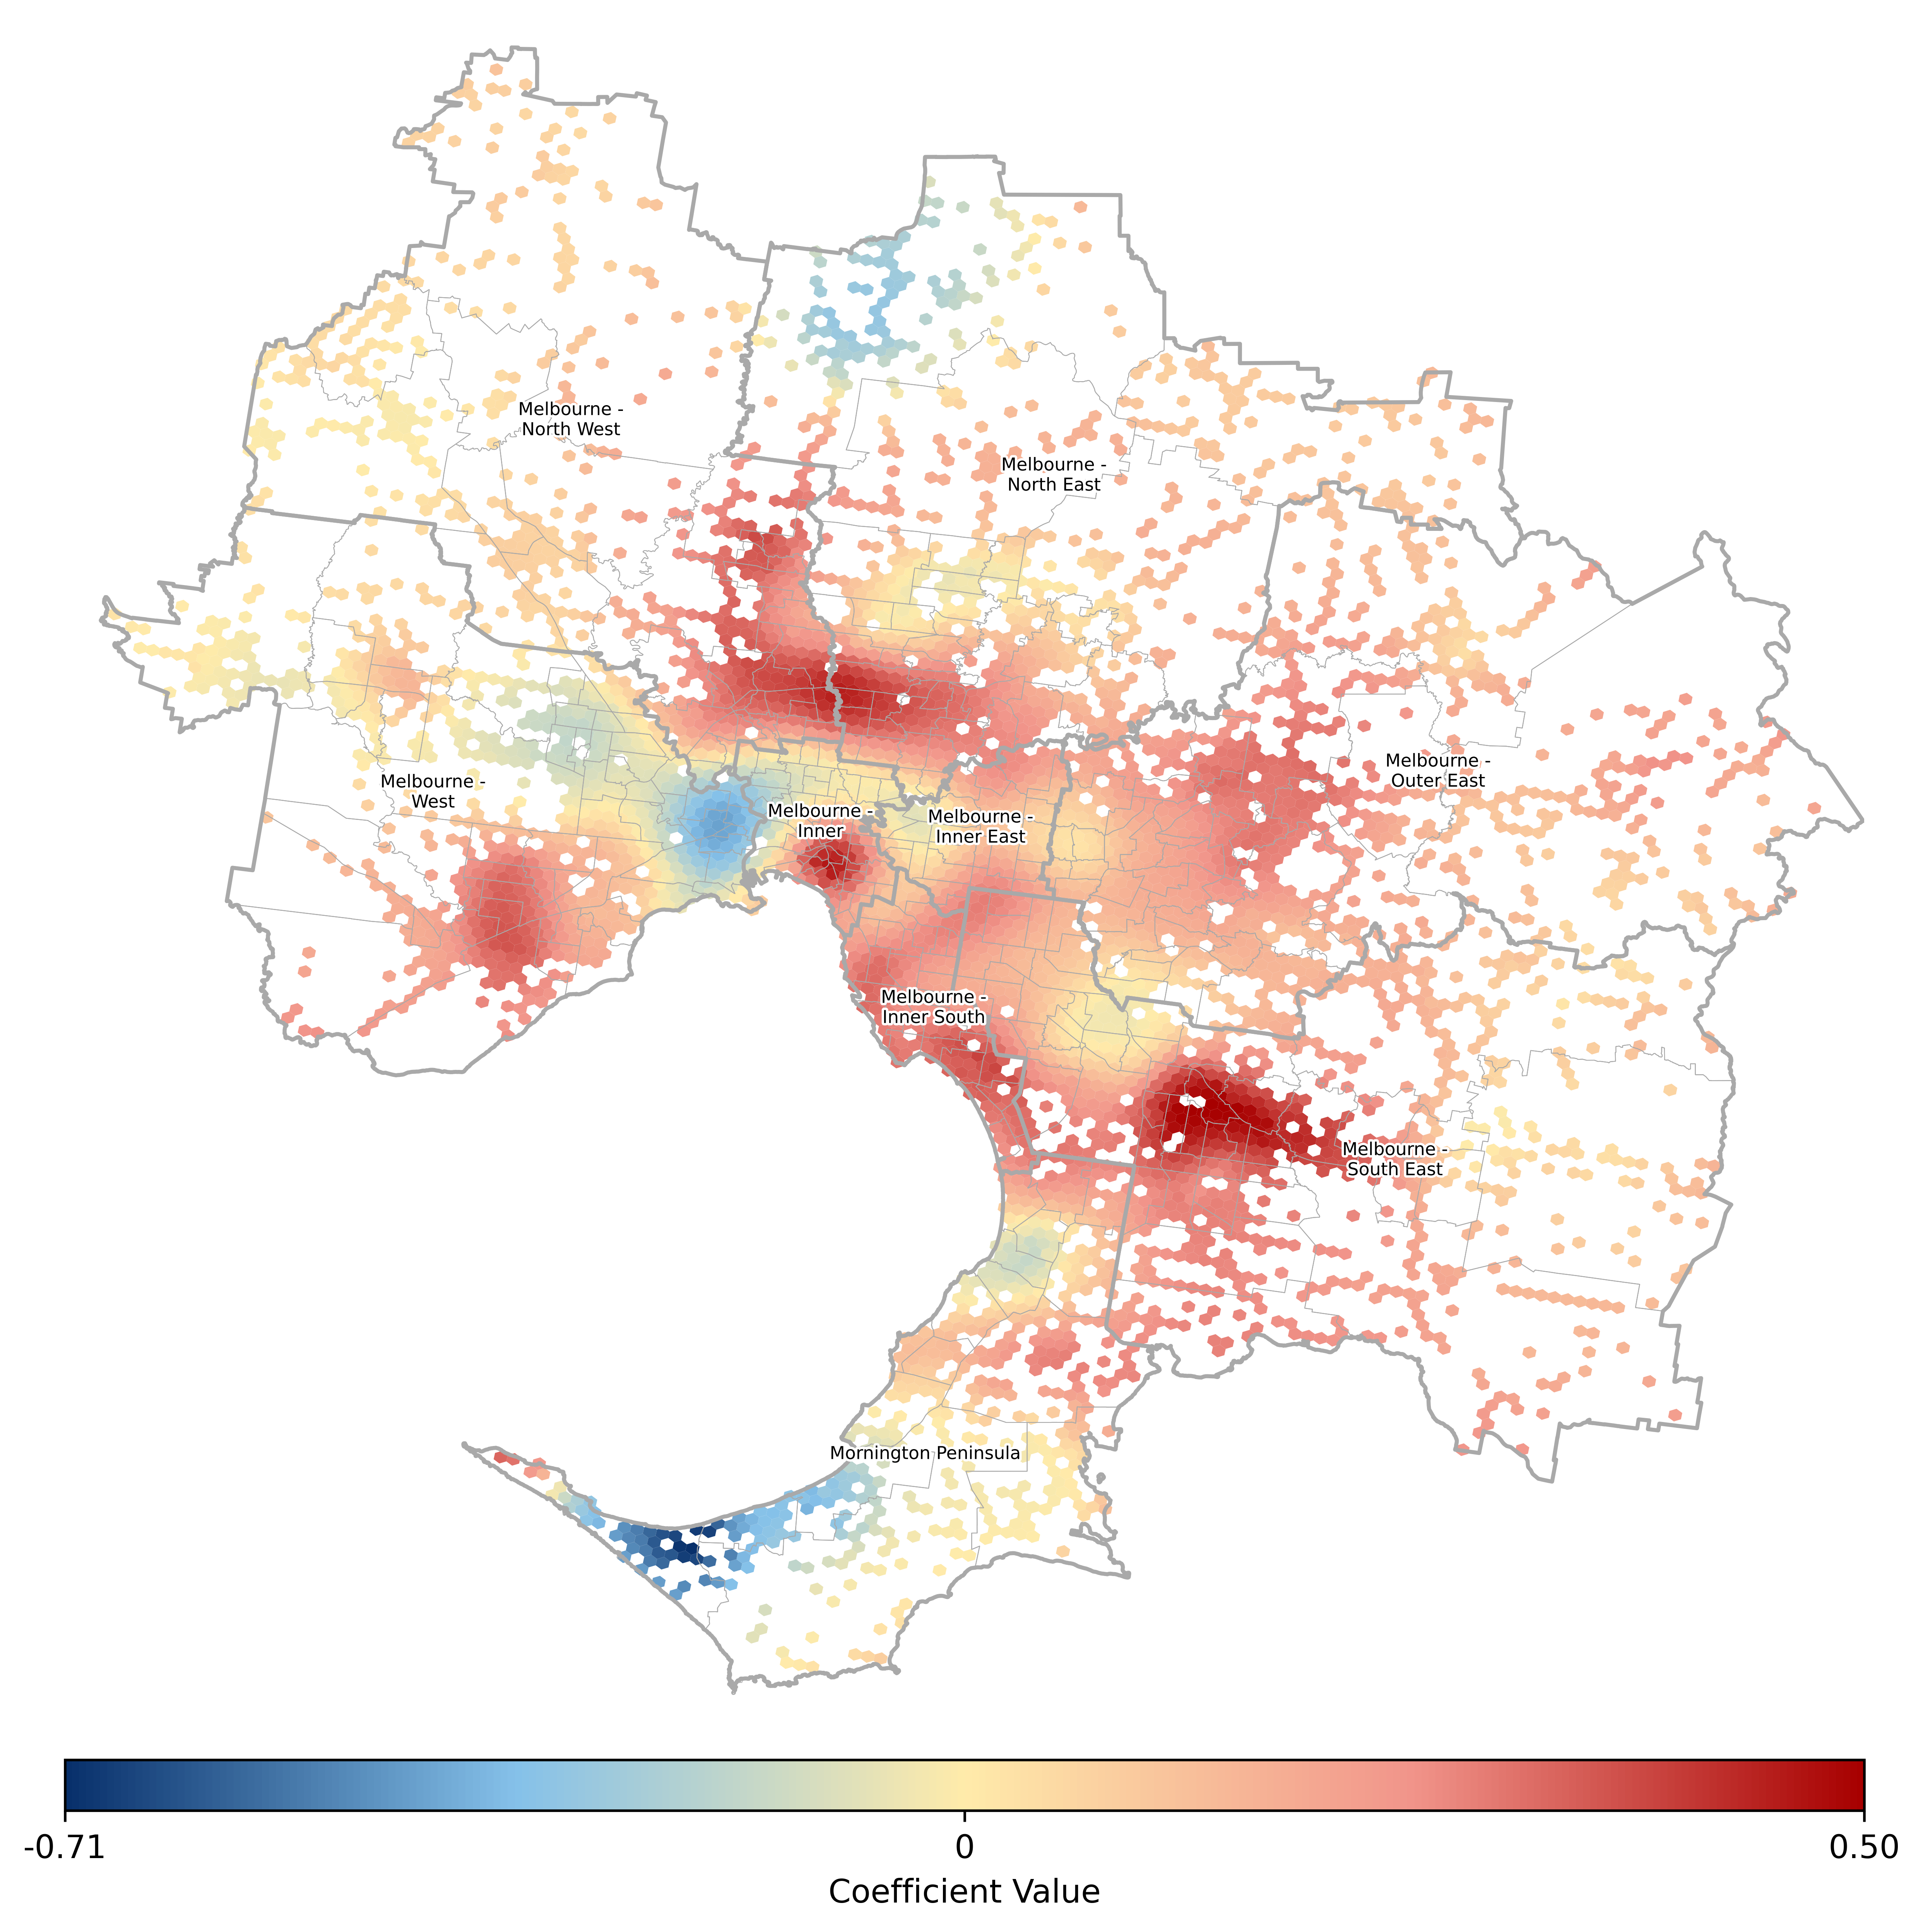 Melbourne -
North West
Melbourne -
North East
Melbourne -
Outer East
Melbourne -
West
Melbourne -
Inner
Melbourne -
Inner East
Melbourne -
Inner South
Melbourne -
South East
Mornington Peninsula
-0.71
0
0.50
Coefficient Value